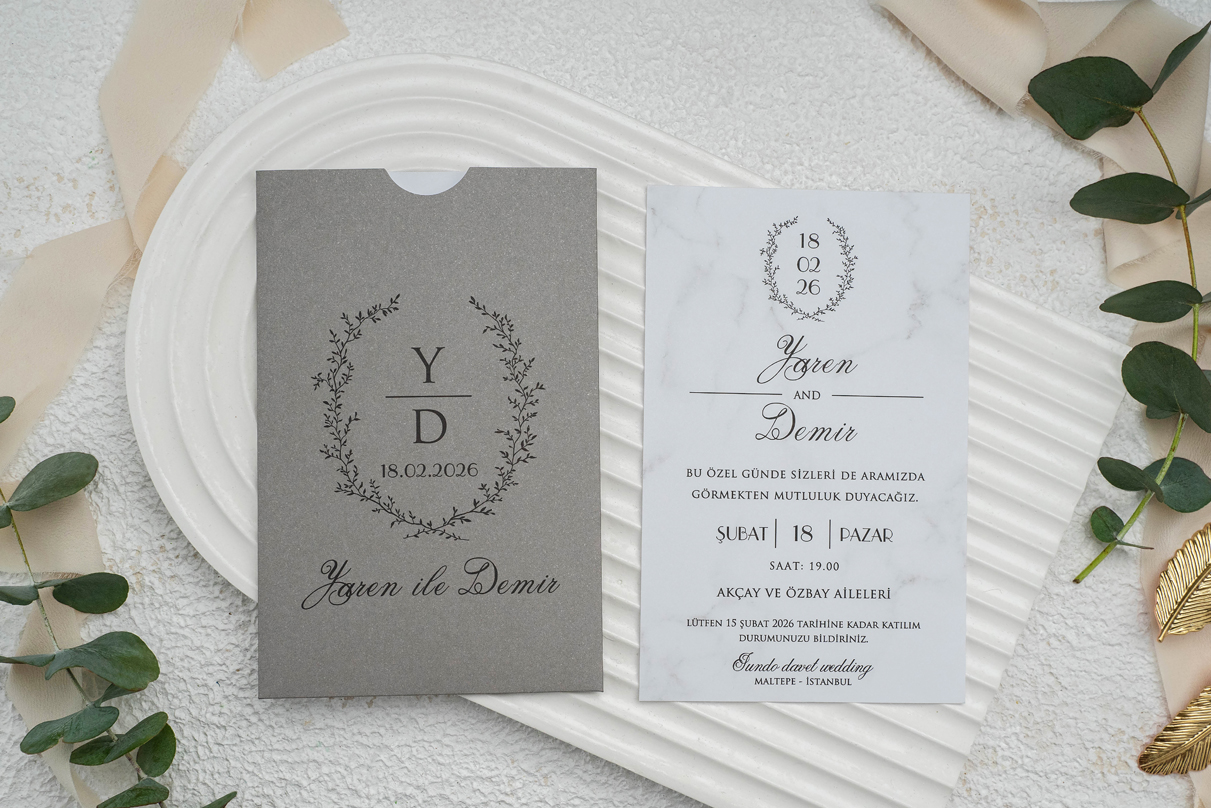 Y
D
18.02.2026
Yaren ile Demir
18
02
26
Yaren
AND
Demir
BU ÖZEL GÜNDE SİZLERİ DE ARAMIZDA
GÖRMEKTEN MUTLULUK DUYACAĞIZ.
ŞUBAT | 18 | PAZAR
SAAT: 19.00
AKÇAY VE ÖZBAY AİLELERİ
LÜTFEN 15 ŞUBAT 2026 TARİHİNE KADAR KATILIM
DURUMUNUZU BİLDİRİNİZ.
davet wedding
MALTEPE - İSTANBUL